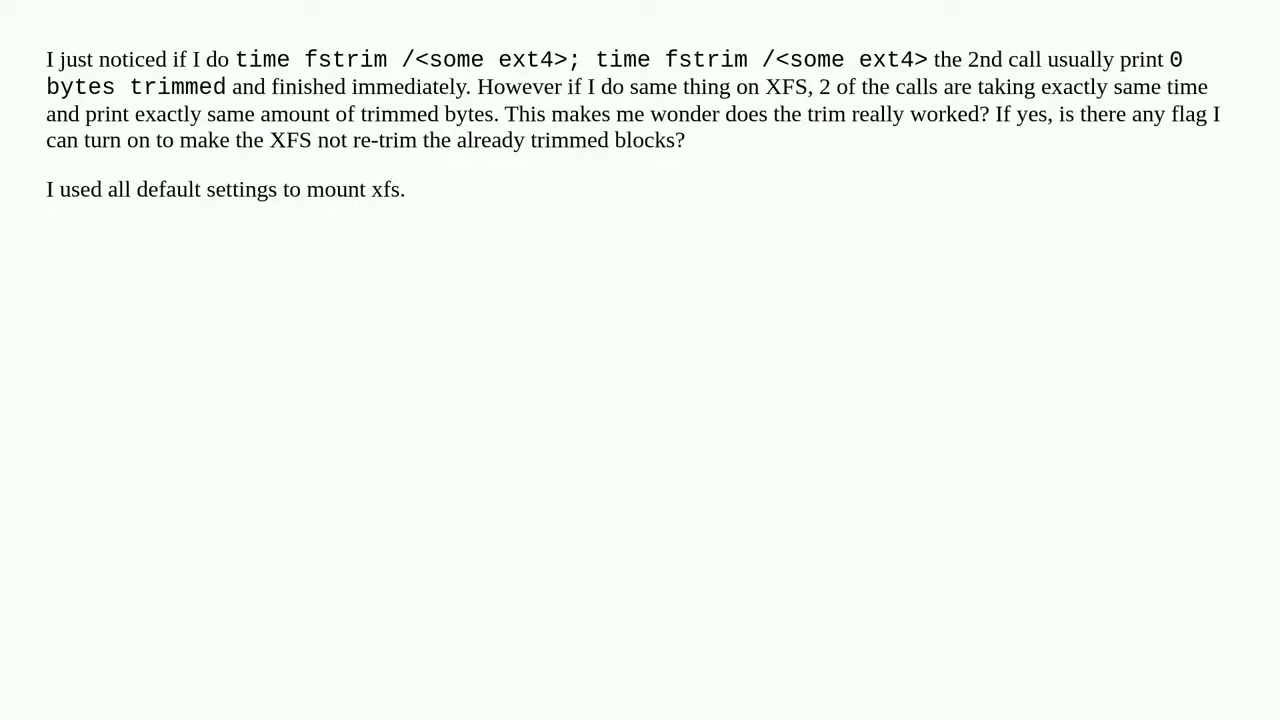 I just noticed if I do time fstrim /<some ext4>; time fstrim /<some ext4> the 2nd call usually print 0
bytes trimmed and finished immediately. However if I do same thing on XFS, 2 of the calls are taking exactly same time
and print exactly same amount of trimmed bytes. This makes me wonder does the trim really worked? If yes, is there any flag I
can turn on to make the XFS not re-trim the already trimmed blocks?
I used all default settings to mount xfs.